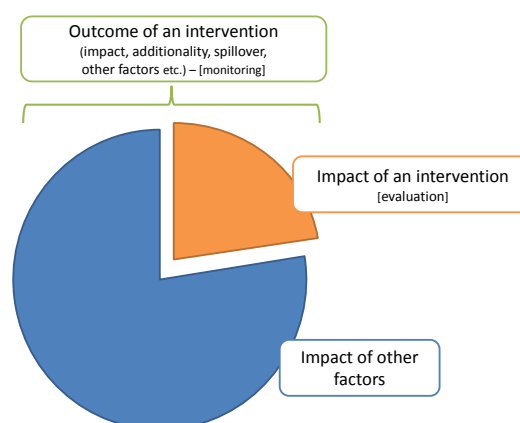 Outcome of an intervention
(impact, additionality, spillover,
other factors etc.) – [monitoring]
Impact of an intervention
[evaluation]
Impact of other
factors